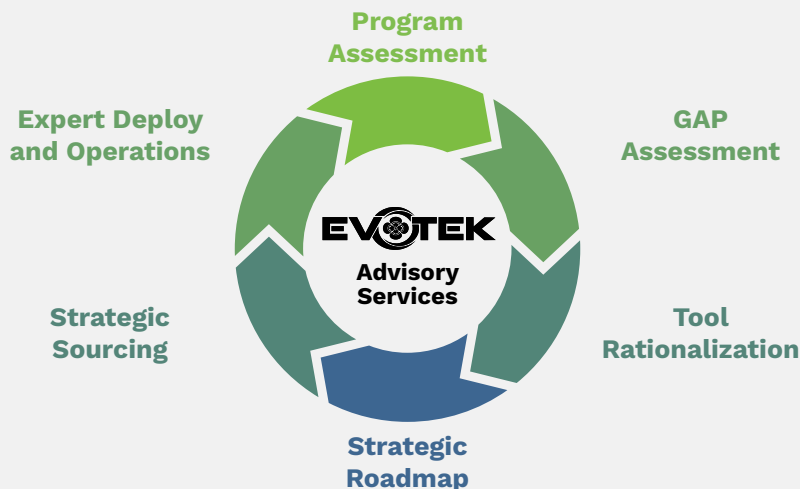 Program
Assessment
Expert Deploy
and Operations
GAP
Assessment
EVOTEK
Advisory
Services
Strategic
Sourcing
Tool
Rationalization
Strategic
Roadmap